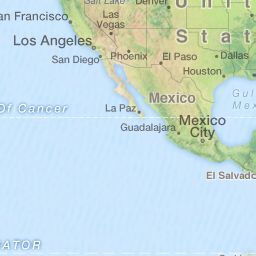 Salt Lake
Denver
Unit
San Francisco
Las Vegas
Stat
Los Angeles
Phoenix
Dallas
San Diego
El Paso
Houston
Mexico
Gul
Mex
Of Cancer
La Paz
Guadalajara
Mexico
City
El Salvado
ATOR